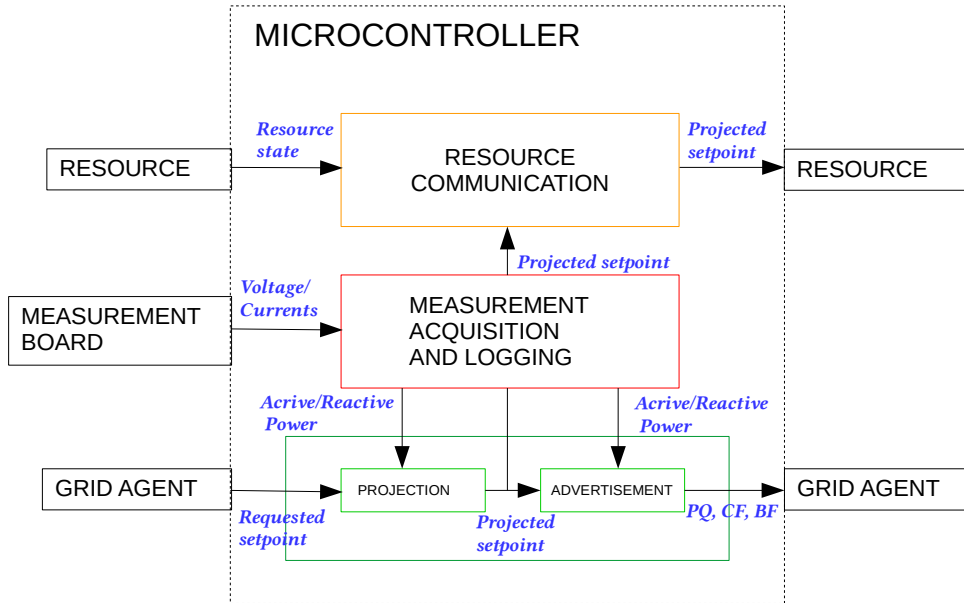 MICROCONTROLLER
Resource
state
Projected
setpoint
RESOURCE
RESOURCE
COMMUNICATION
RESOURCE
Projected setpoint
Voltage/
Currents
MEASUREMENT
BOARD
MEASUREMENT
ACQUISITION
AND LOGGING
Acrive/Reactive
Power
Acrive/Reactive
Power
GRID AGENT
PROJECTION
ADVERTISEMENT
GRID AGENT
Requested
setpoint
Projected
setpoint
PQ, CF, BF